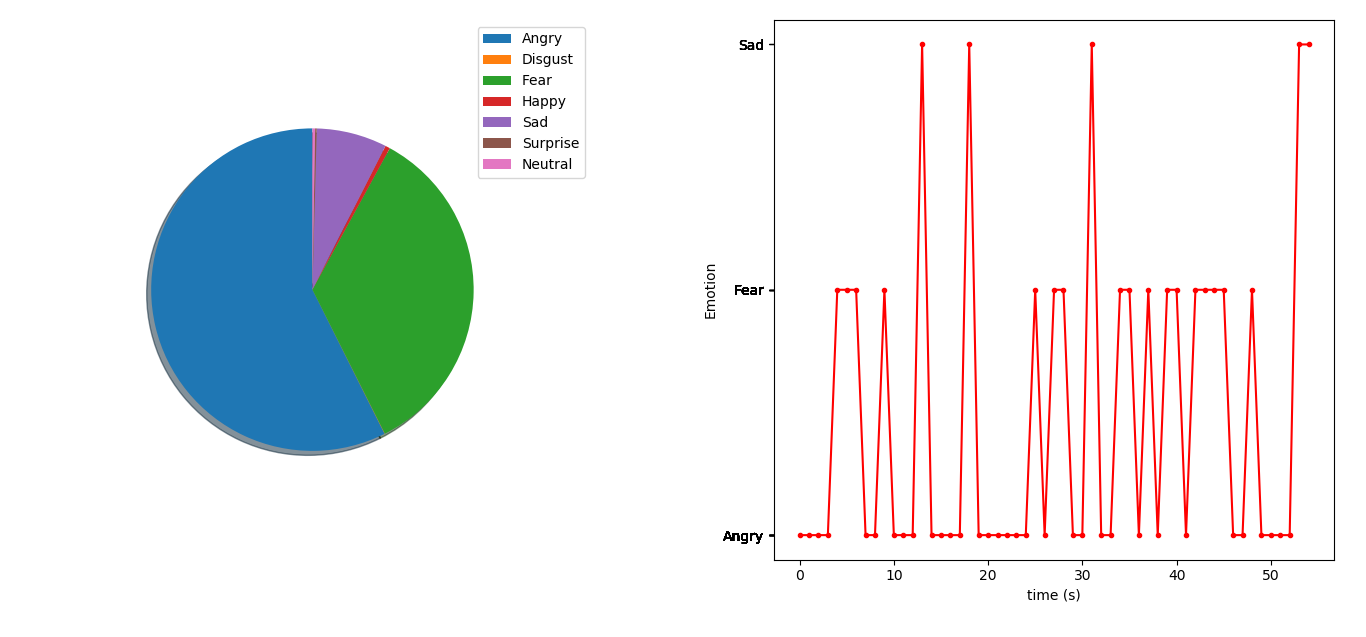 Angry
Disgust
Fear
Happy
Sad
Surprise
Neutral
Sad
Fear
Angry
Emotion
0 10 20 30 40 50
time (s)